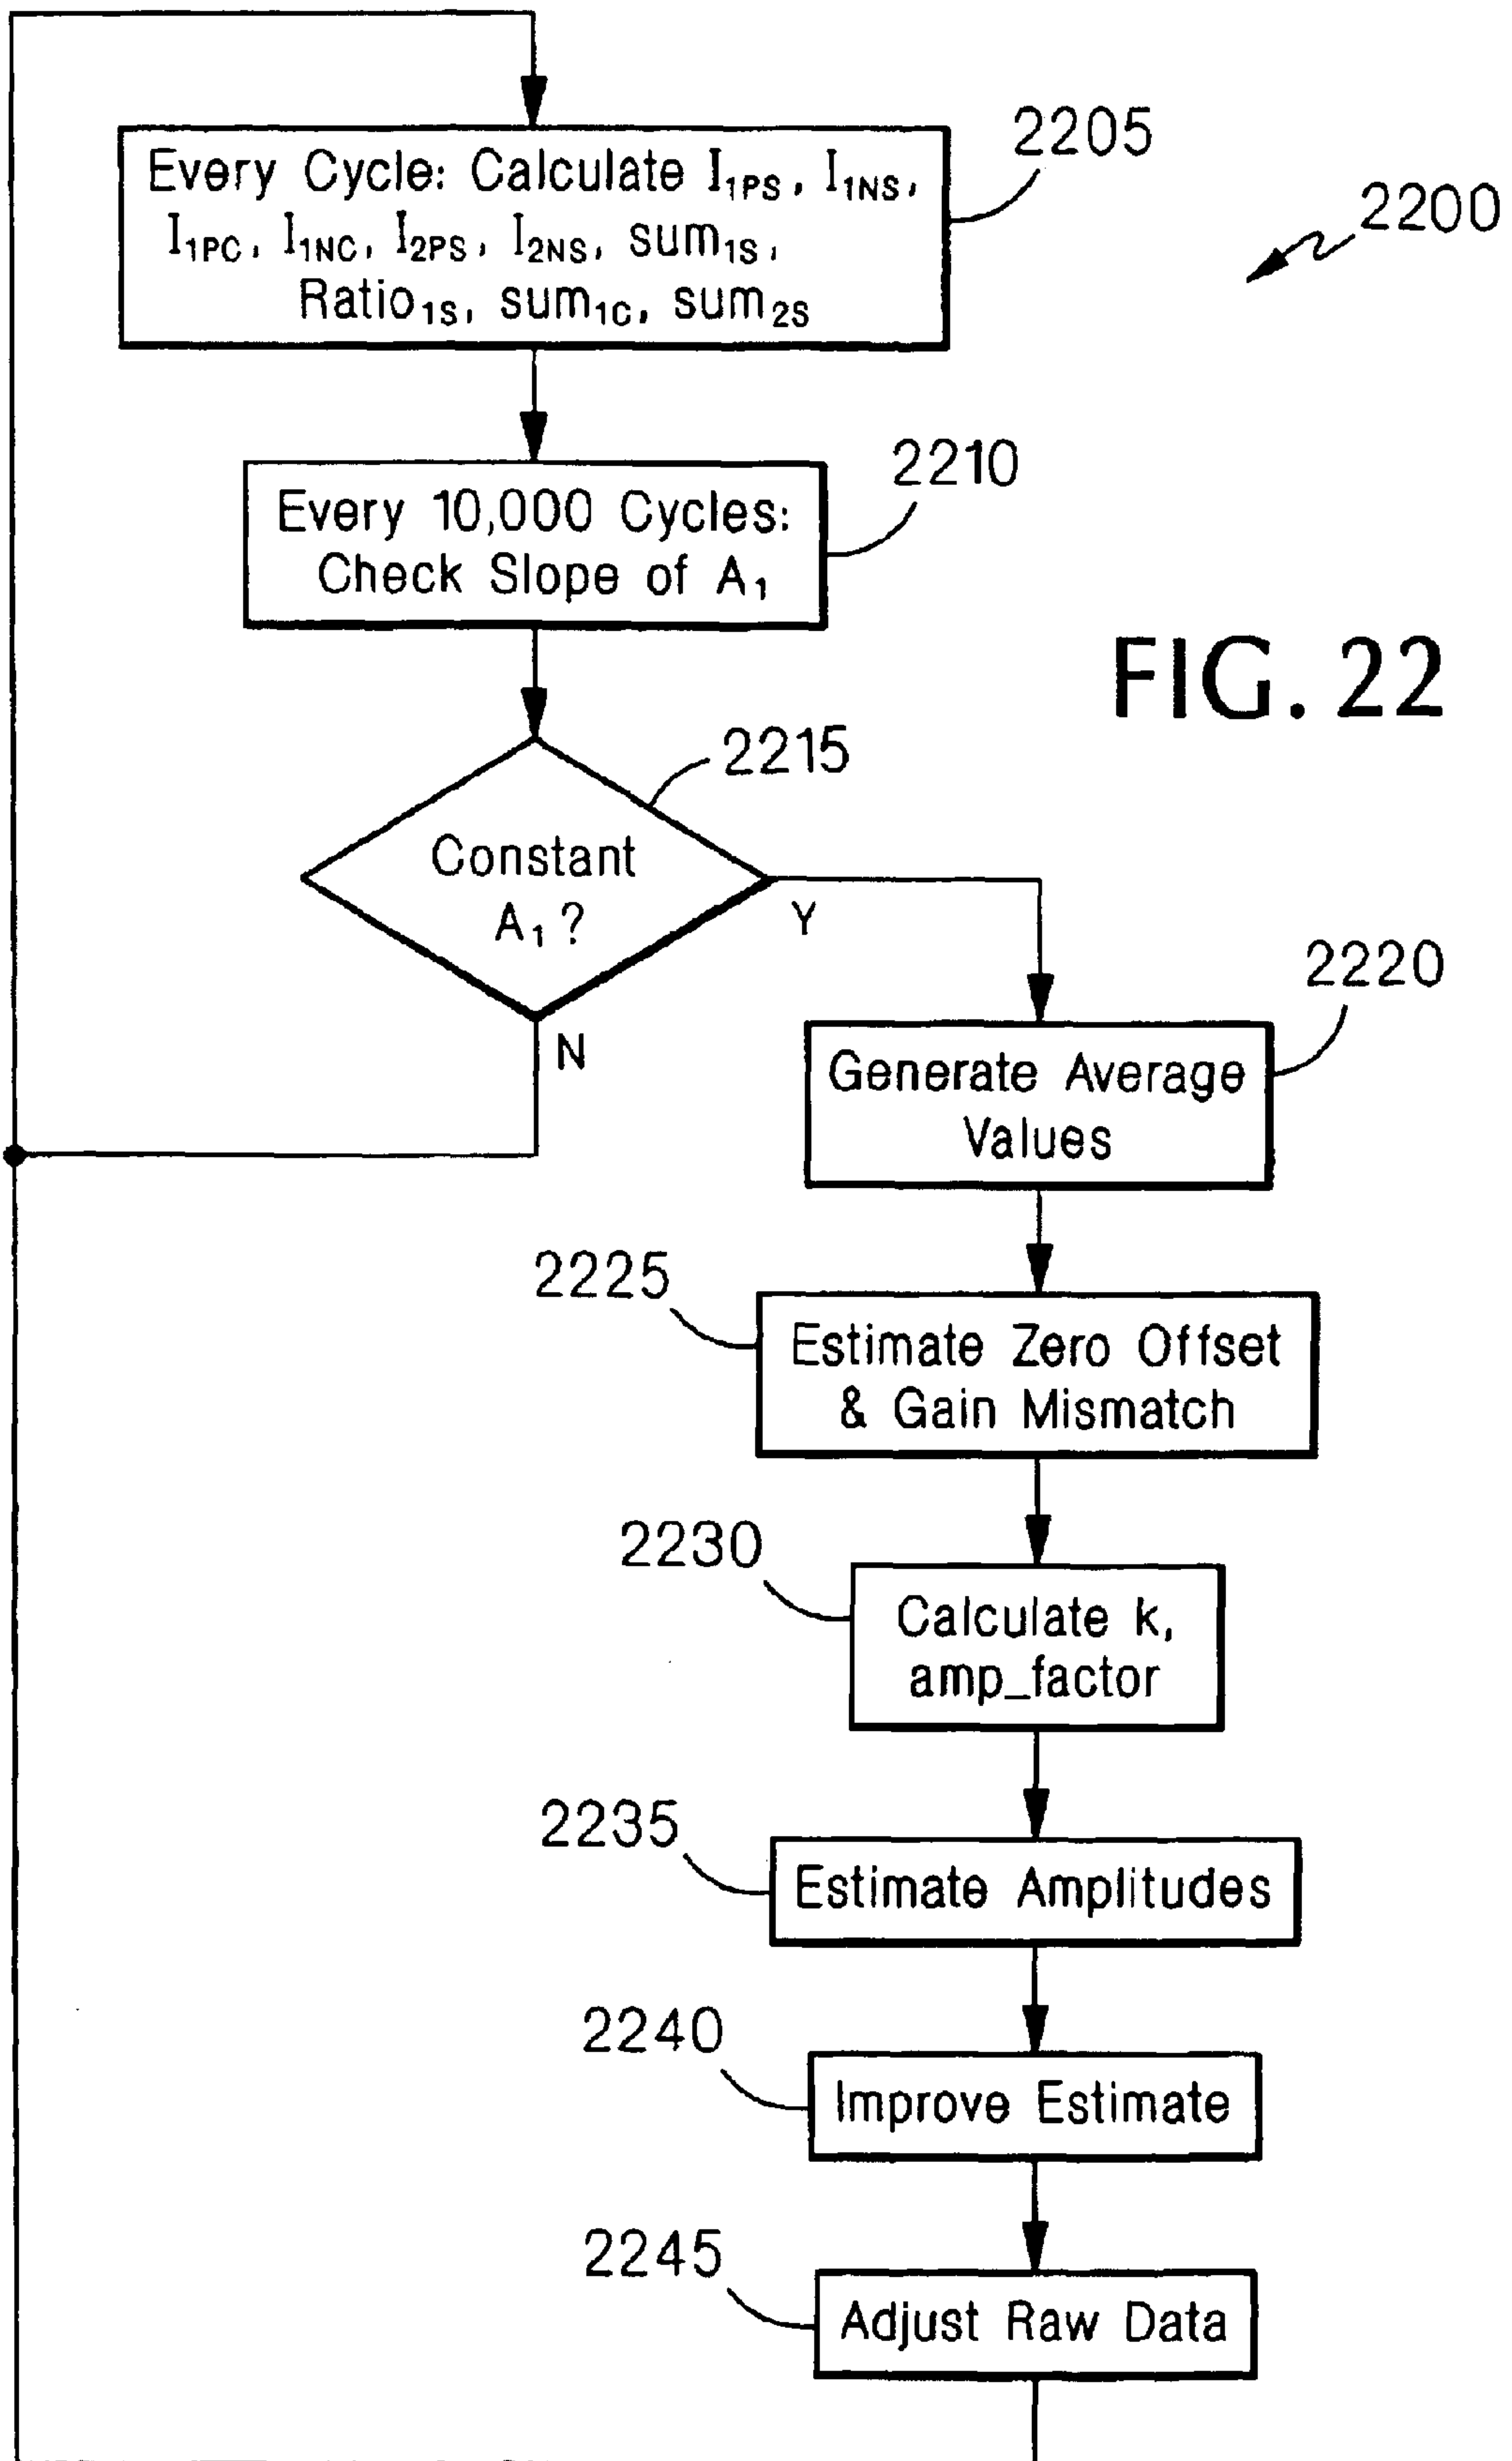 2205
Every Cycle: Calculate I₁PS, I₁NS,
I₁PC, I₁NC, I₂PS, I₂NS, sum₁S,
Ratio₁S, sum₁C, sum₂S
2200
2210
Every 10,000 Cycles:
Check Slope of A₁
FIG. 22
2215
Constant
A₁?
Y
N
2220
Generate Average
Values
2225
Estimate Zero Offset
& Gain Mismatch
2230
Calculate k,
amp_factor
2235
Estimate Amplitudes
2240
Improve Estimate
2245
Adjust Raw Data